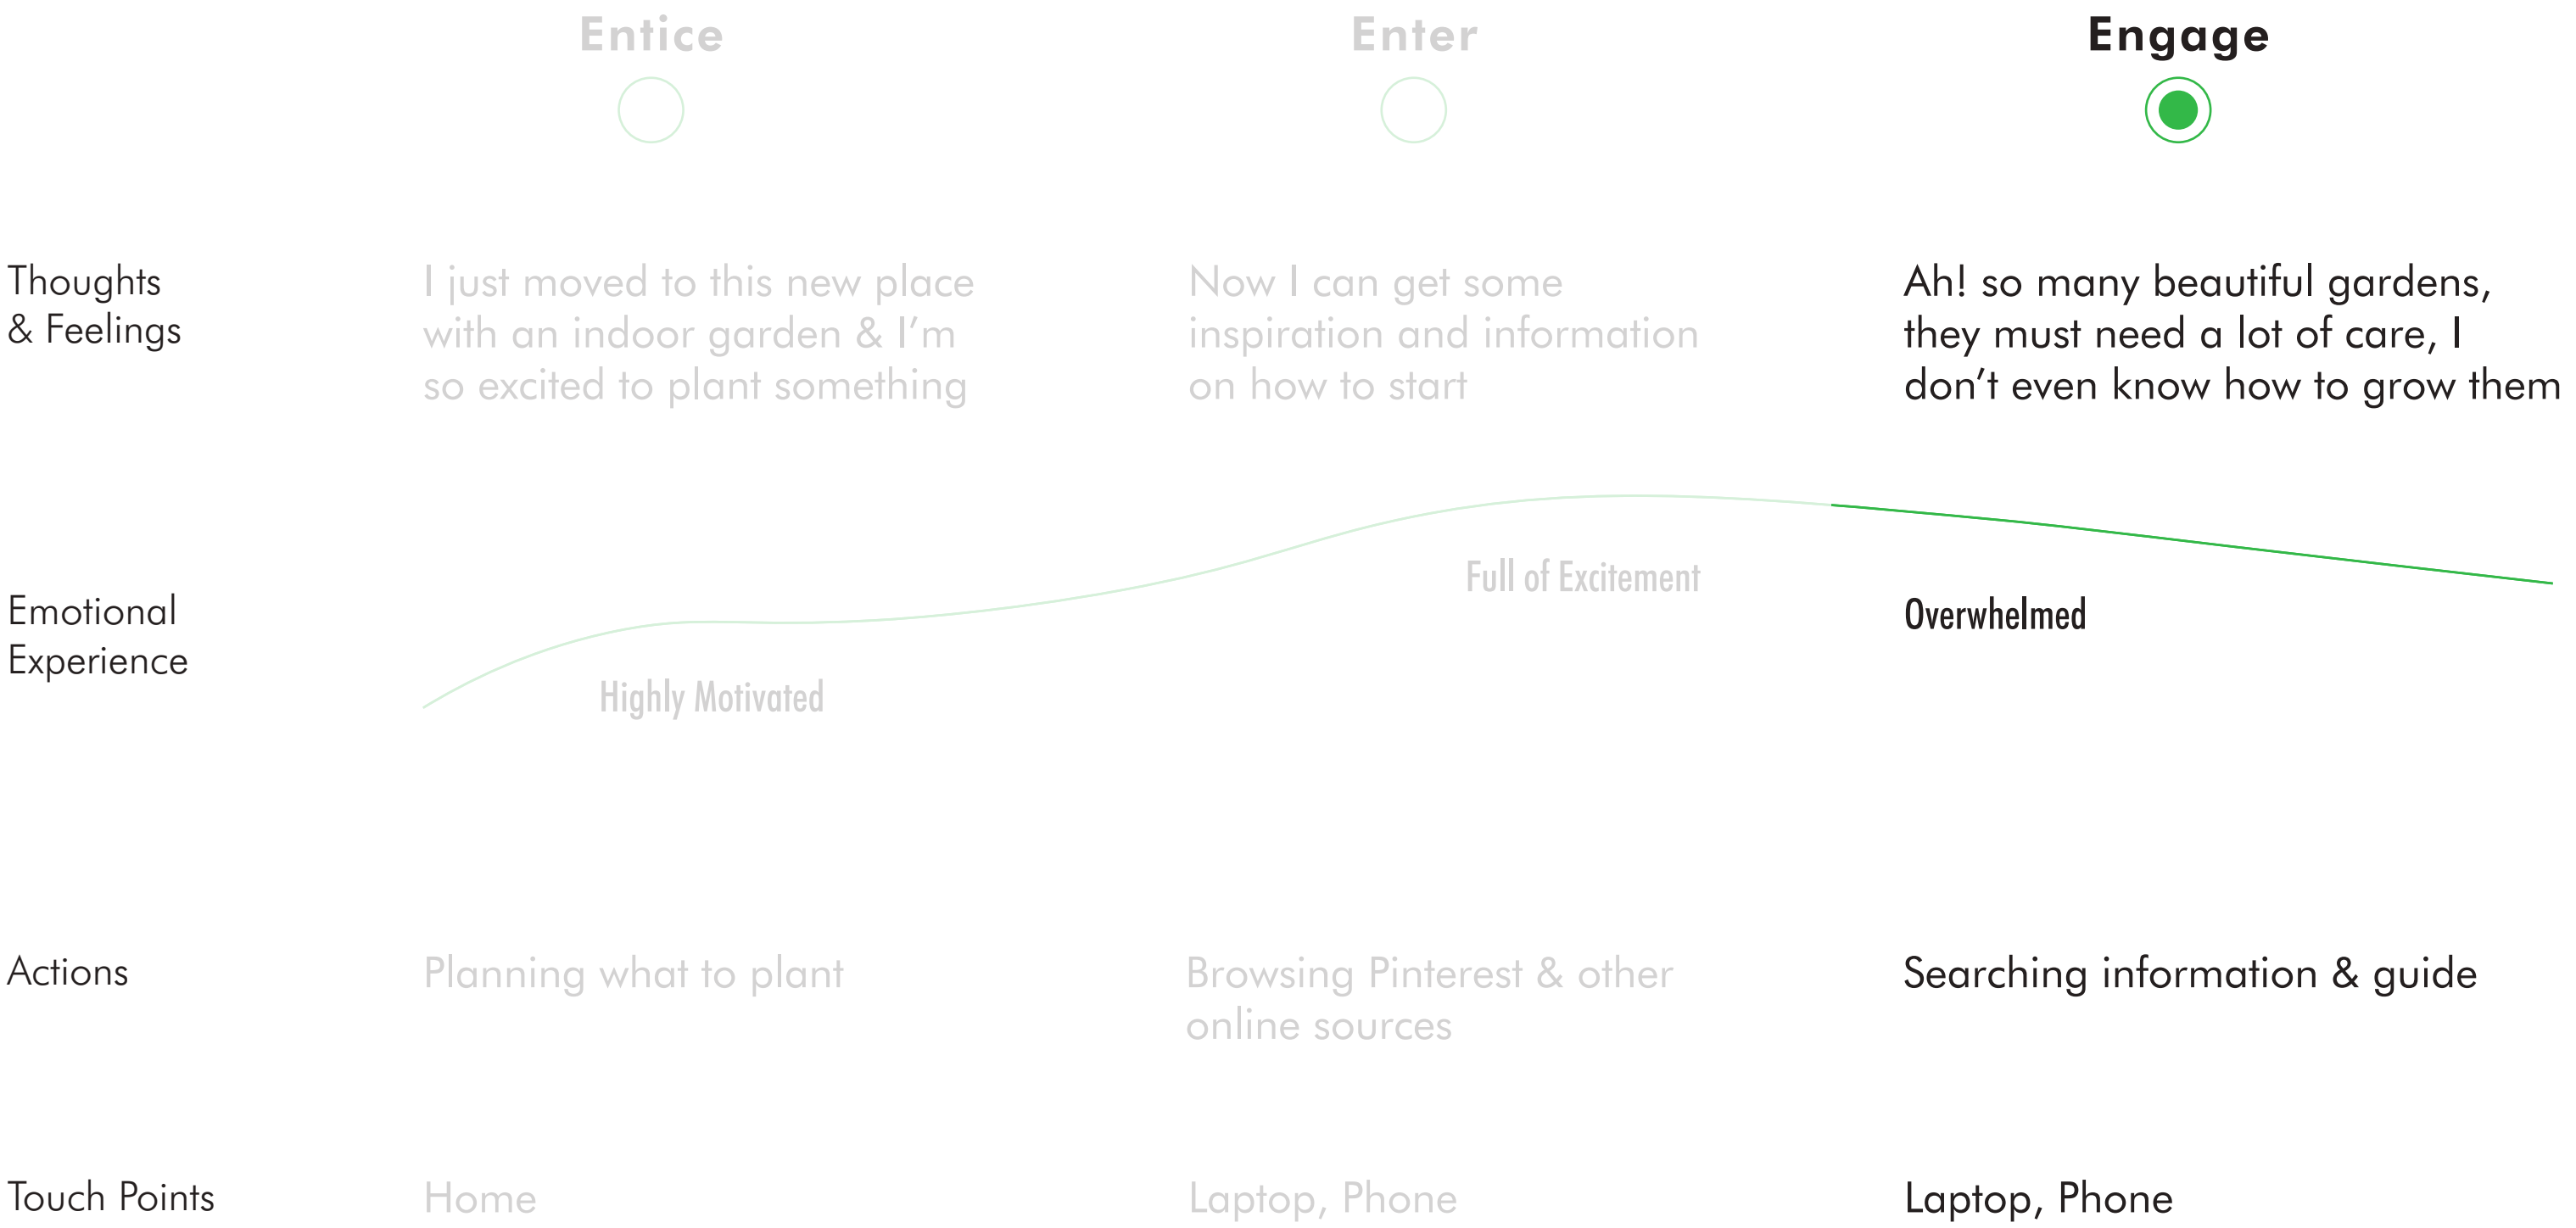 Entice
Enter
Engage
Thoughts
& Feelings
I just moved to this new place
with an indoor garden & I’m
so excited to plant something
Now I can get some
inspiration and information
on how to start
Ah! so many beautiful gardens,
they must need a lot of care, I
don’t even know how to grow them
Emotional
Experience
Highly Motivated
Full of Excitement
Overwhelmed
Actions
Planning what to plant
Browsing Pinterest & other
online sources
Searching information & guide
Touch Points
Home
Laptop, Phone
Laptop, Phone